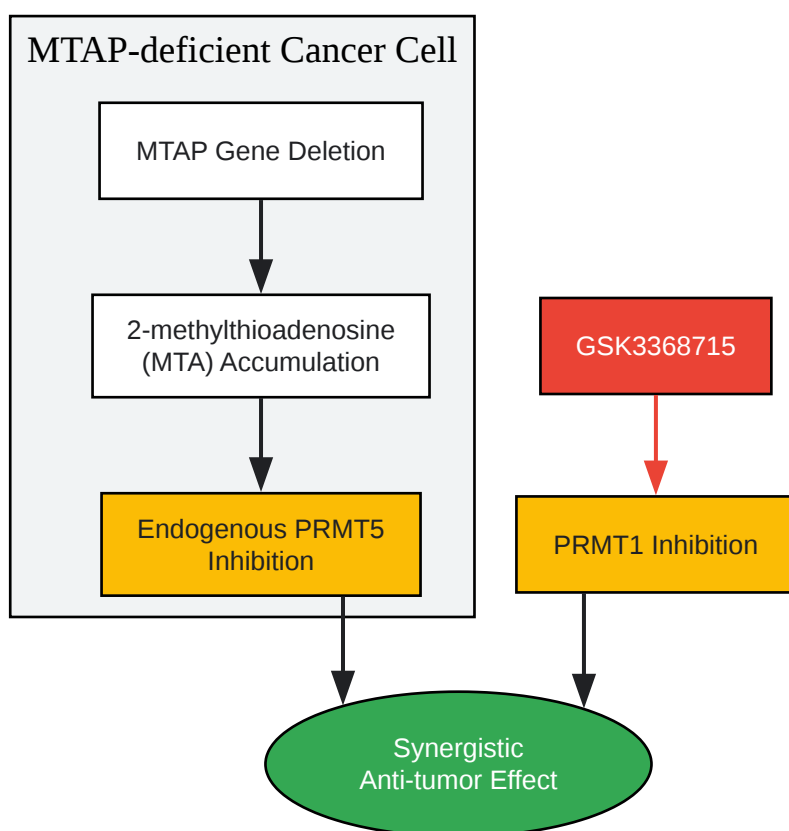 MTAP-deficient Cancer Cell
MTAP Gene Deletion
2-methylthioadenosine
(MTA) Accumulation
GSK3368715
Endogenous PRMT5
Inhibition
PRMT1 Inhibition
Synergistic
Anti-tumor Effect